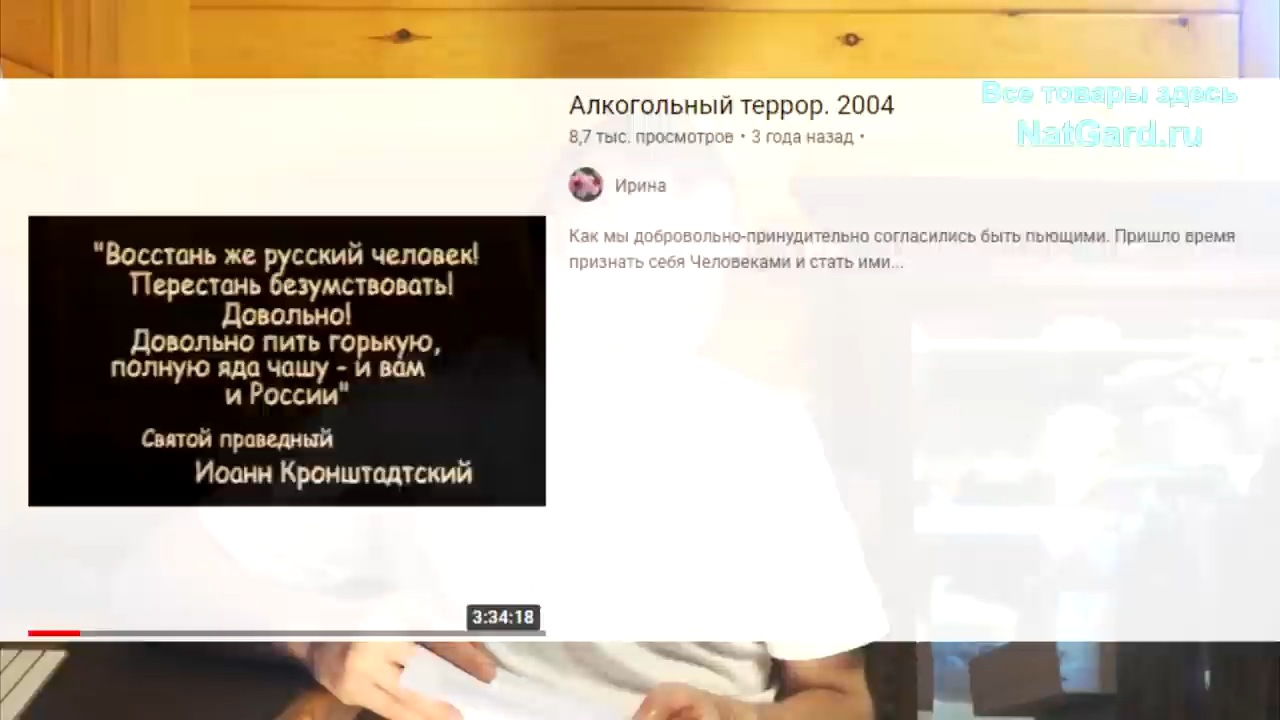 Все товары здесь
NatGard.ru
Алкогольный террор. 2004
8,7 тыс. просмотров • 3 года назад •
Ирина
Как мы добровольно-принудительно согласились быть пьющими. Пришло время
признать себя Человеками и стать ими...
"Восстань же русский человек!
Перестань безумствовать!
Довольно!
Довольно пить горькую,
полную яда чашу - и вам
и России"
Святой праведный
Иоанн Кронштадтский
3:34:18